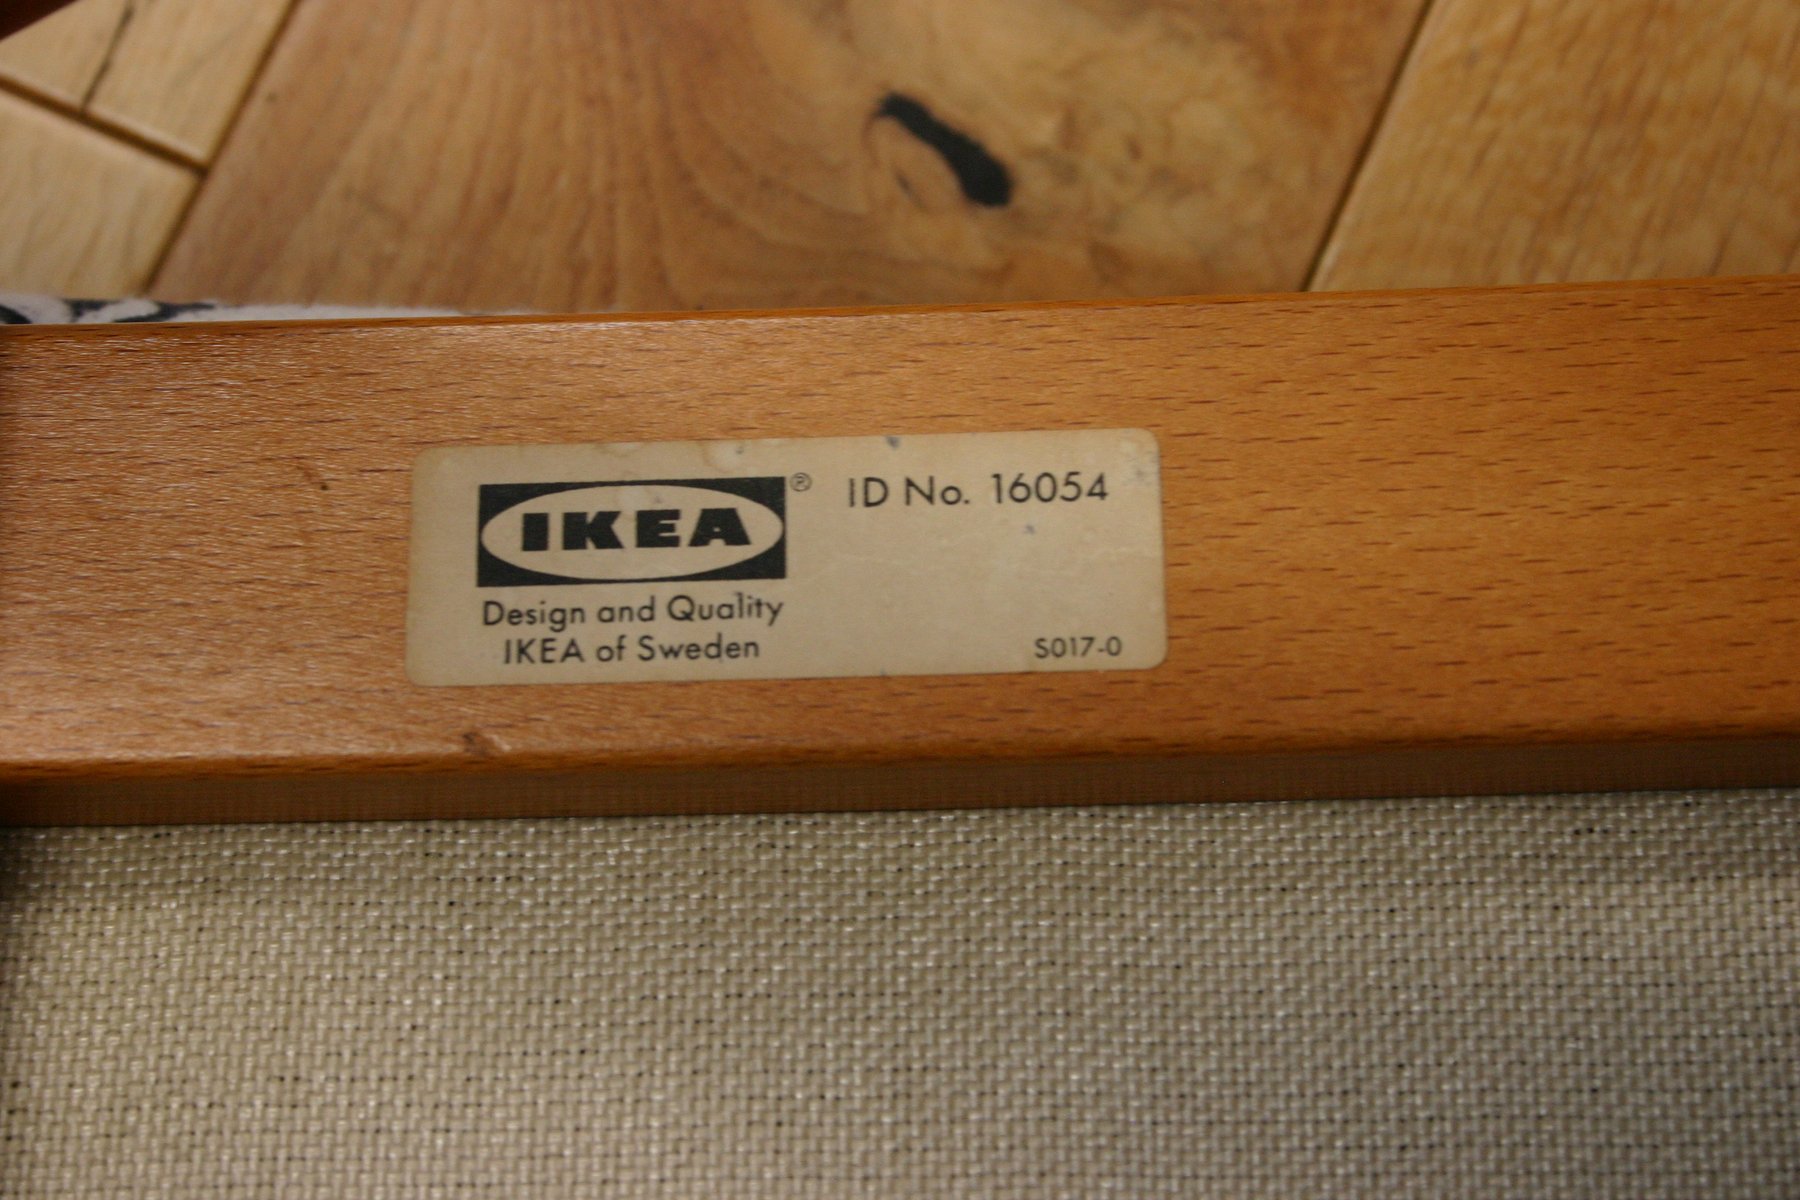 IKEA® ID No. 16054
Design and Quality
IKEA of Sweden S017-0